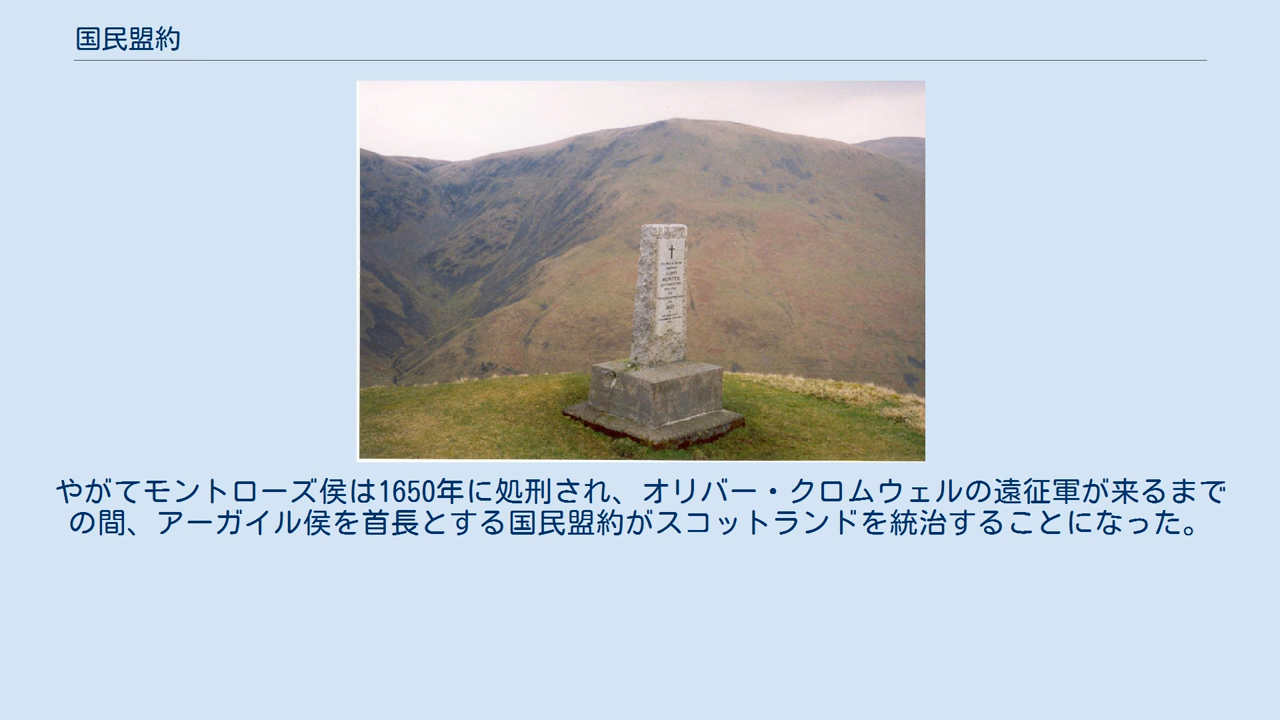 国民盟約
やがてモントローズ侯は1650年に処刑され、オリバー・クロムウェルの遠征軍が来るまで
の間、アーガイル侯を首長とする国民盟約がスコットランドを統治することになった。